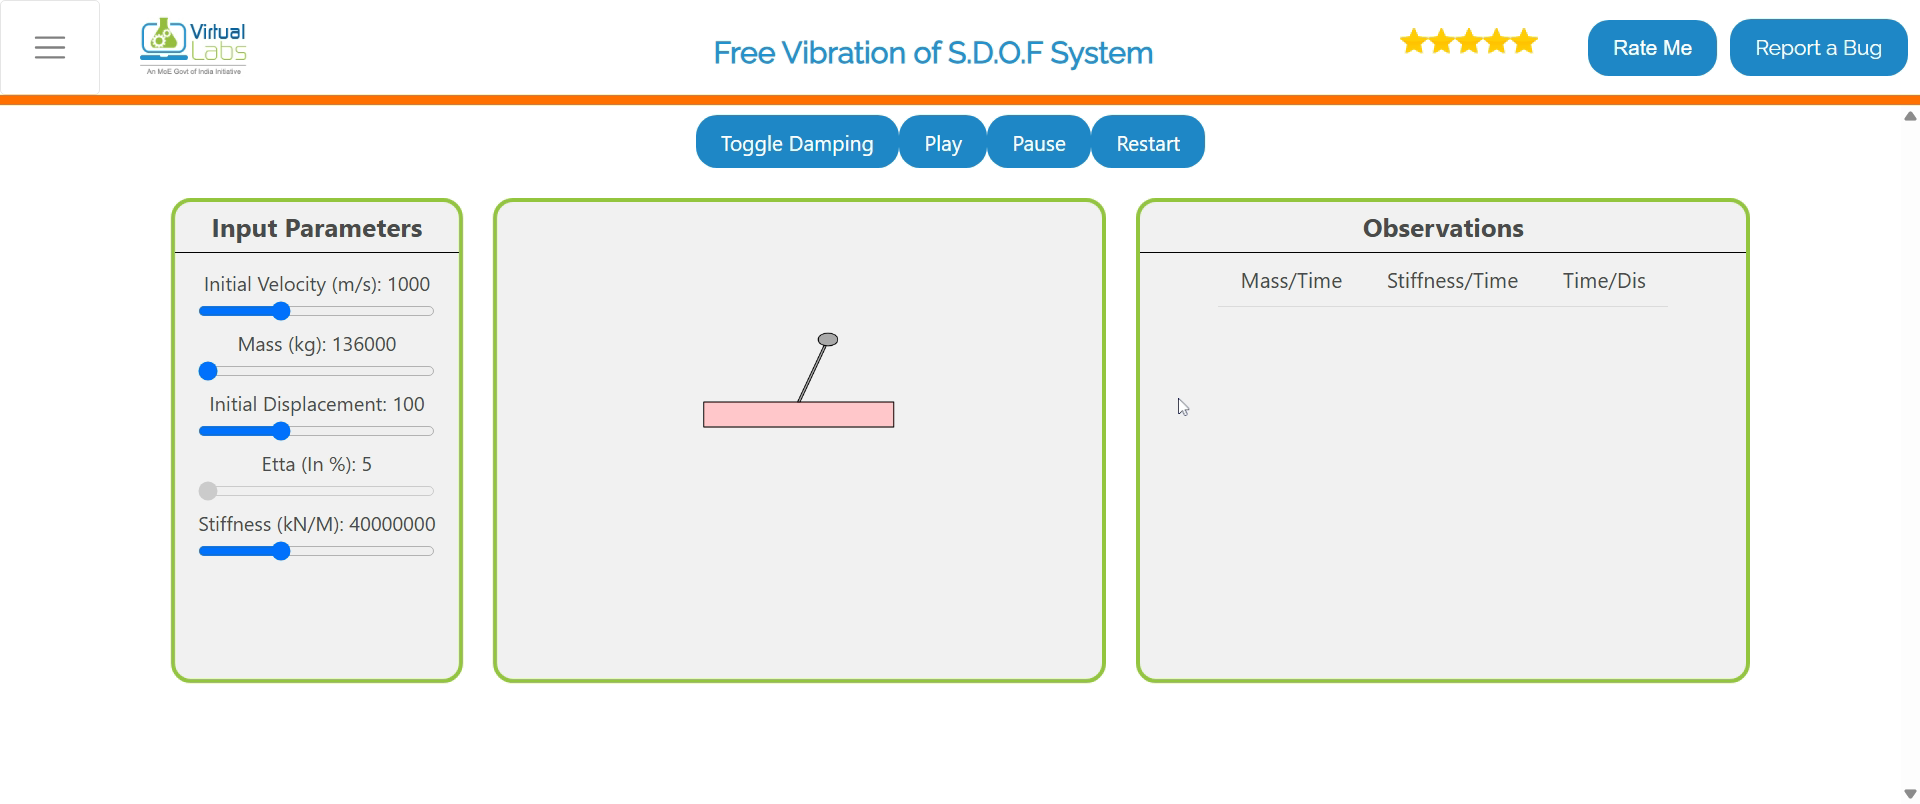 Virtual
Labs
An MoE Govt of India Initiative
Free Vibration of S.D.O.F System
Rate Me
Report a Bug
Toggle Damping
Play
Pause
Restart
Input Parameters
Initial Velocity (m/s): 1000
Mass (kg): 136000
Initial Displacement: 100
Etta (In %): 5
Stiffness (kN/M): 40000000
Observations
Mass/Time Stiffness/Time Time/Dis